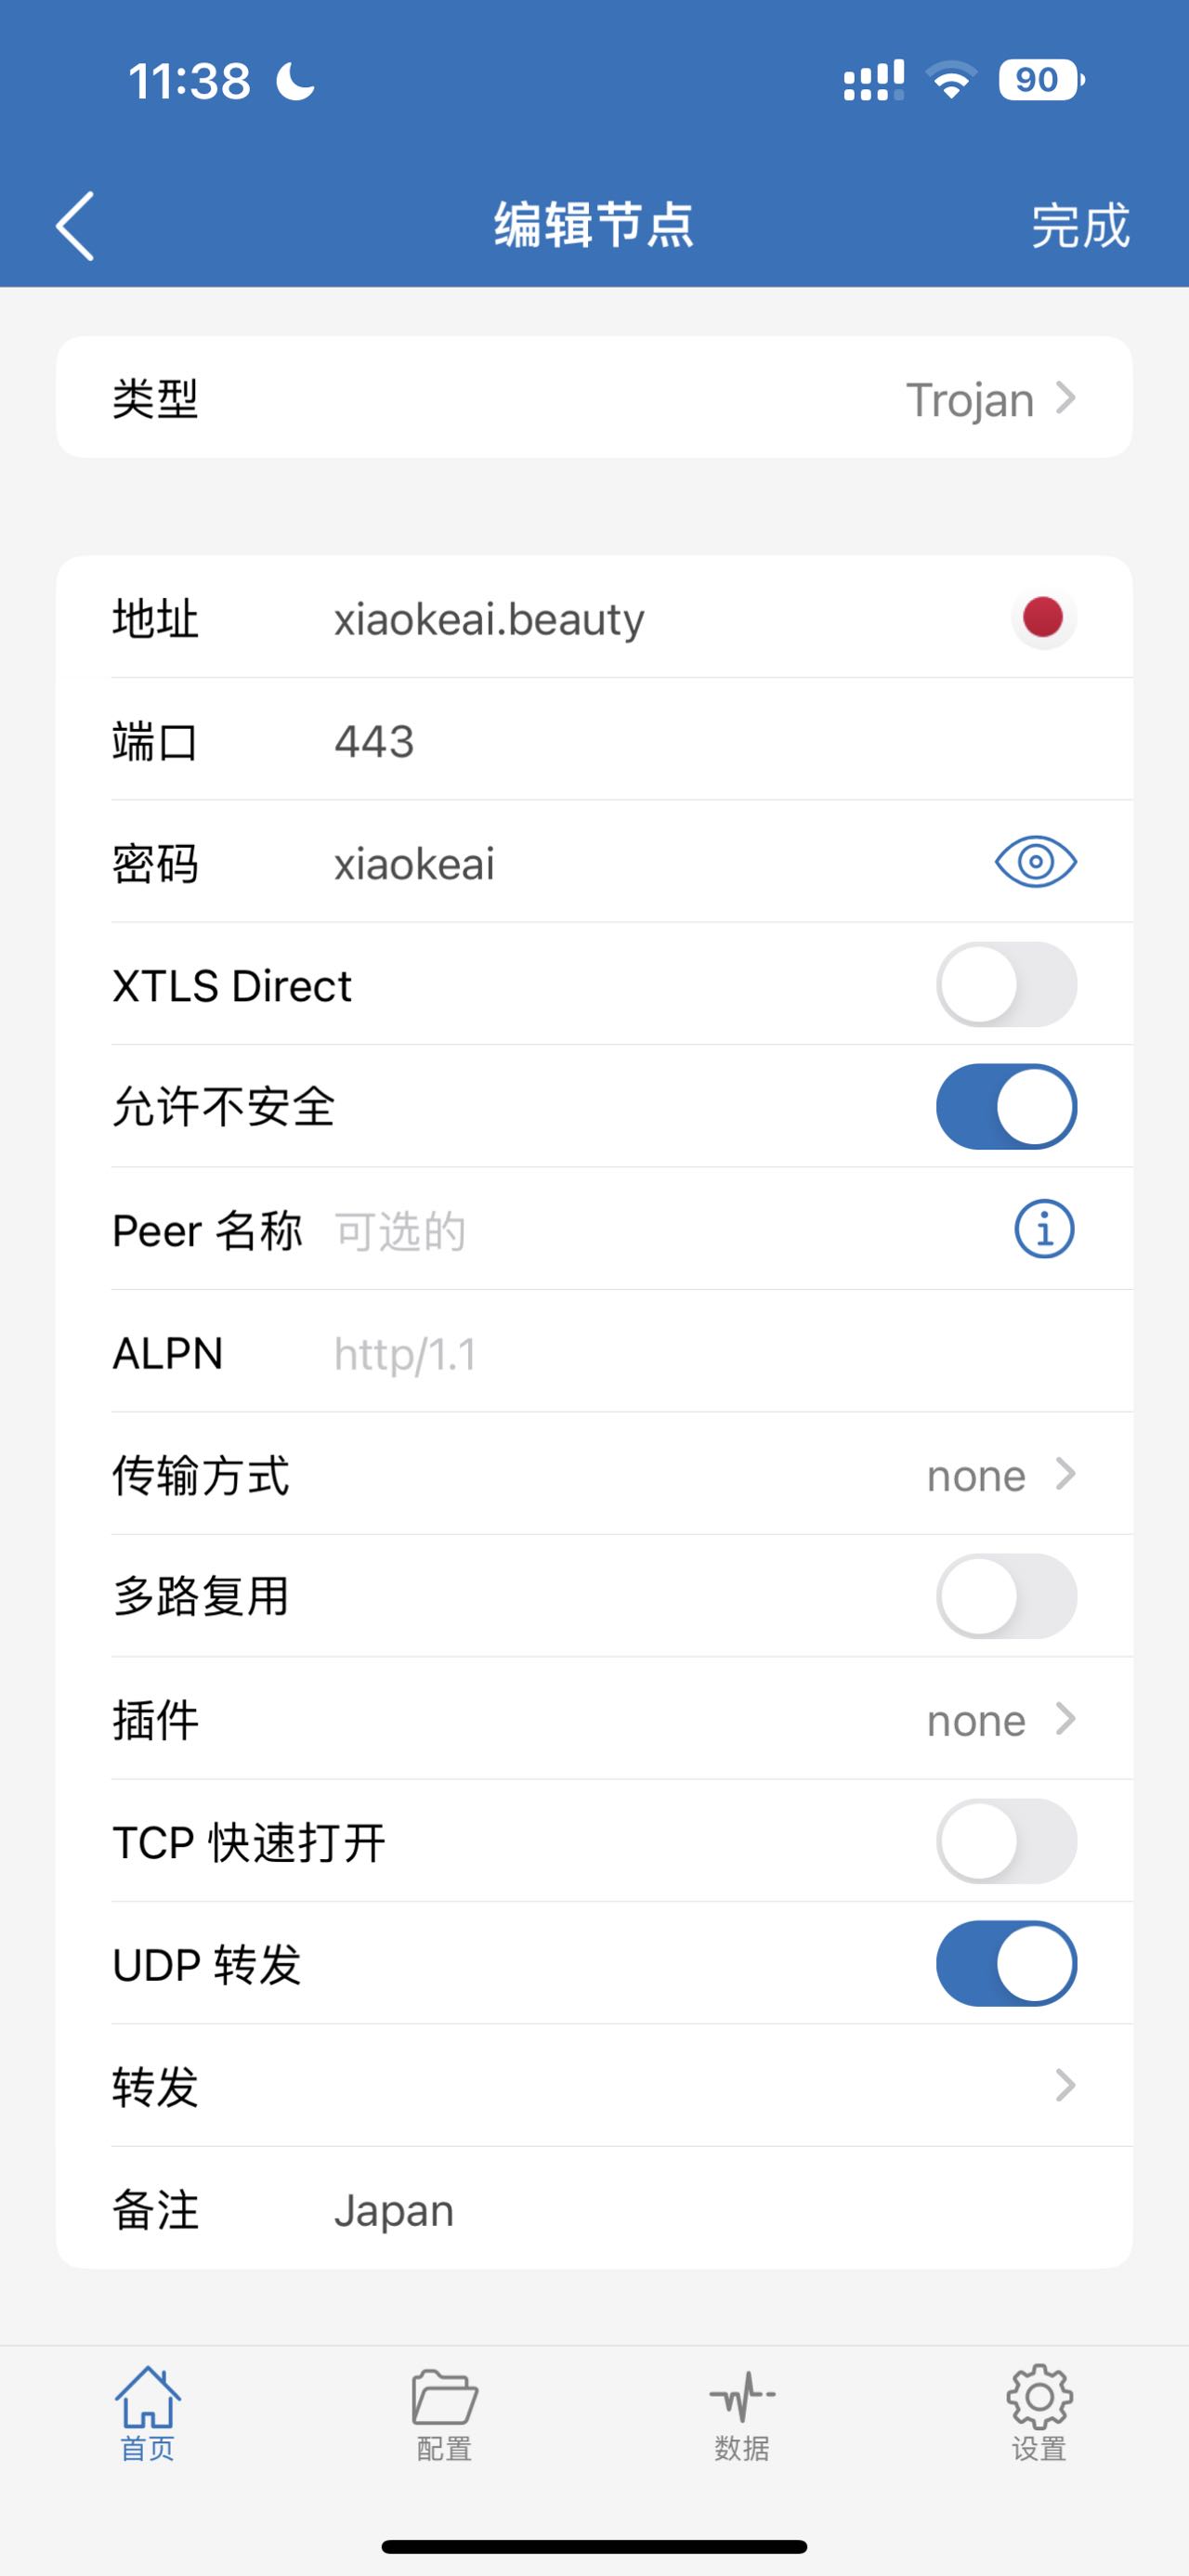 11:38 90
编辑节点 完成
类型 Trojan
地址 xiaokeai.beauty
端口 443
密码 xiaokeai
XTLS Direct
允许不安全
Peer 名称 可选的
ALPN http/1.1
传输方式 none
多路复用
插件 none
TCP 快速打开
UDP 转发
转发
备注 Japan
首页 配置 数据 设置